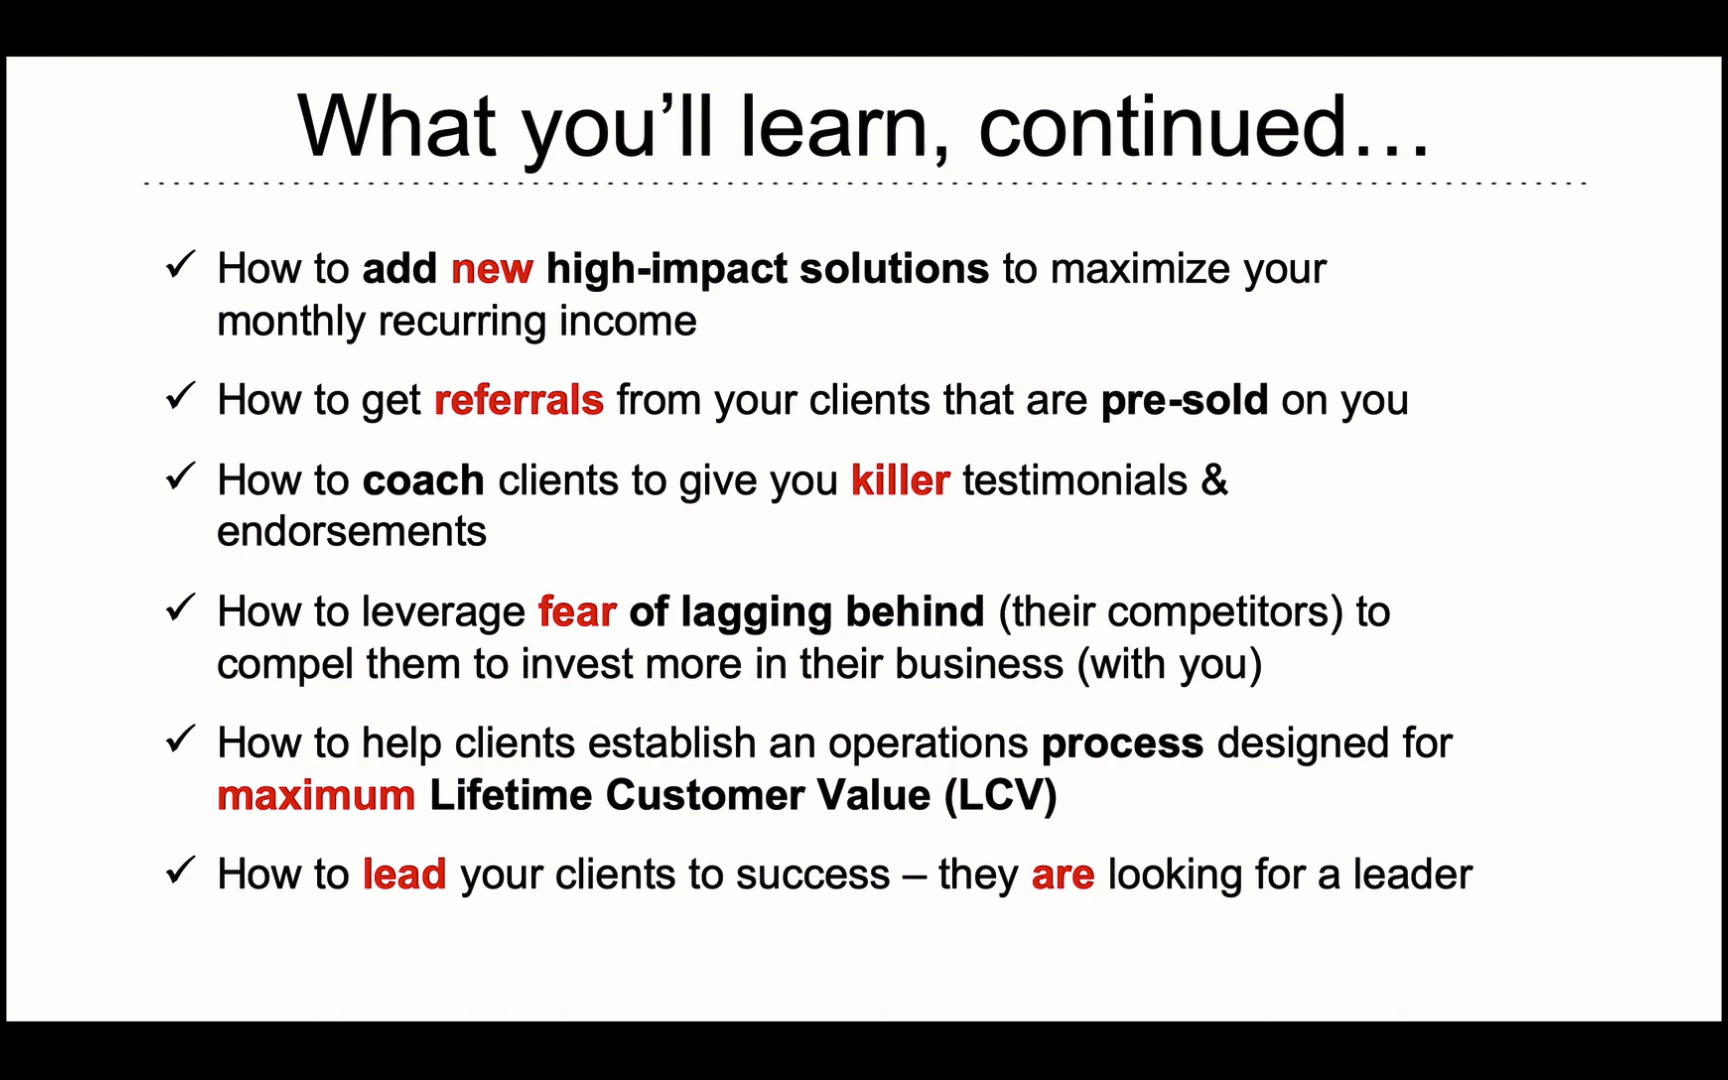 What you’ll learn, continued…
✓ How to add new high-impact solutions to maximize your
monthly recurring income
✓ How to get referrals from your clients that are pre-sold on you
✓ How to coach clients to give you killer testimonials &
endorsements
✓ How to leverage fear of lagging behind (their competitors) to
compel them to invest more in their business (with you)
✓ How to help clients establish an operations process designed for
maximum Lifetime Customer Value (LCV)
✓ How to lead your clients to success – they are looking for a leader